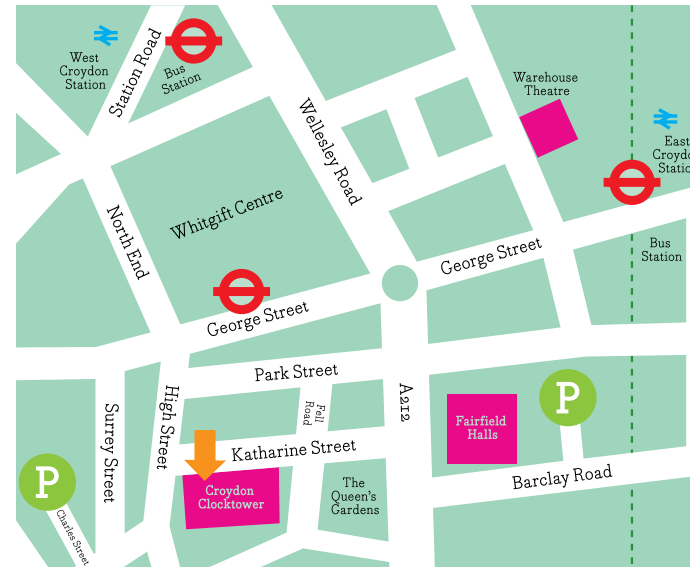 West
Croydon
Station
Station Road
Bus
Station
Warehouse
Theatre
East
Croydo
Statio
Wellesley Road
Whitgift Centre
North End
George Street
Bus
Station
George Street
Park Street
Surrey Street
High Street
Fell
Road
A212
Fairfield
Halls
P
Katharine Street
P
Croydon
Clocktower
The
Queen's
Gardens
Barclay Road
Charles Street